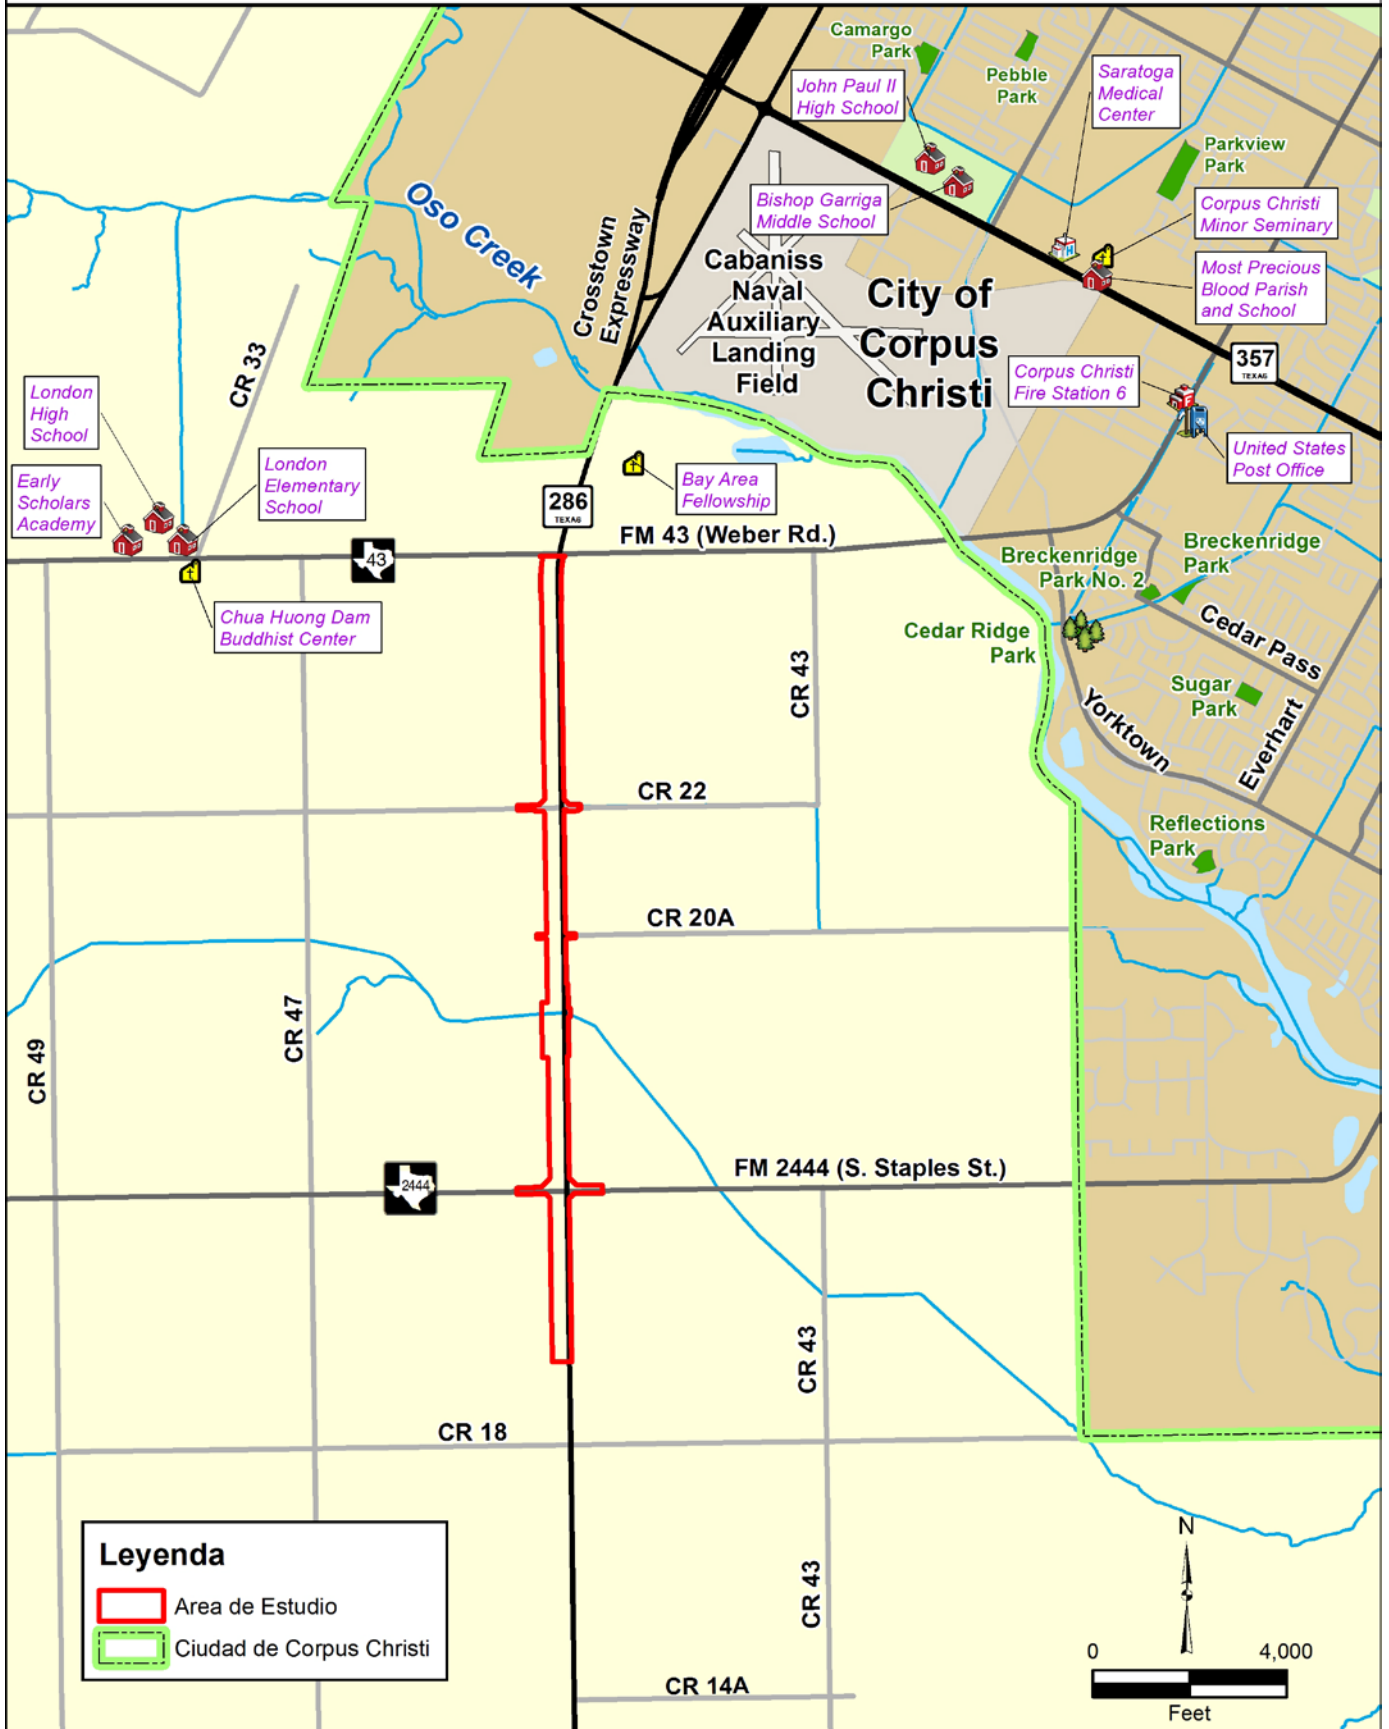 Camargo
Park
Pebble
Park
Saratoga
Medical
Center
John Paul II
High School
Parkview
Park
Oso Creek
Bishop Garriga
Middle School
Corpus Christi
Minor Seminary
Crosstown
Expressway
Cabaniss
Naval
Auxiliary
Landing
Field
City of
Corpus
Christi
Most Precious
Blood Parish
and School
357
TEXAS
CR 33
London
High
School
Corpus Christi
Fire Station 6
United States
Post Office
Early
Scholars
Academy
London
Elementary
School
Bay Area
Fellowship
286
TEXAS
FM 43 (Weber Rd.)
43
Breckenridge
Park No. 2
Breckenridge
Park
Chua Huong Dam
Buddhist Center
Cedar Ridge
Park
Cedar Pass
CR 43
Sugar
Park
Yorktown
Everhart
CR 22
Reflections
Park
CR 20A
CR 47
CR 49
FM 2444 (S. Staples St.)
2444
CR 43
CR 18
Leyenda
Area de Estudio
Ciudad de Corpus Christi
CR 43
CR 14A
N
0 4,000
Feet